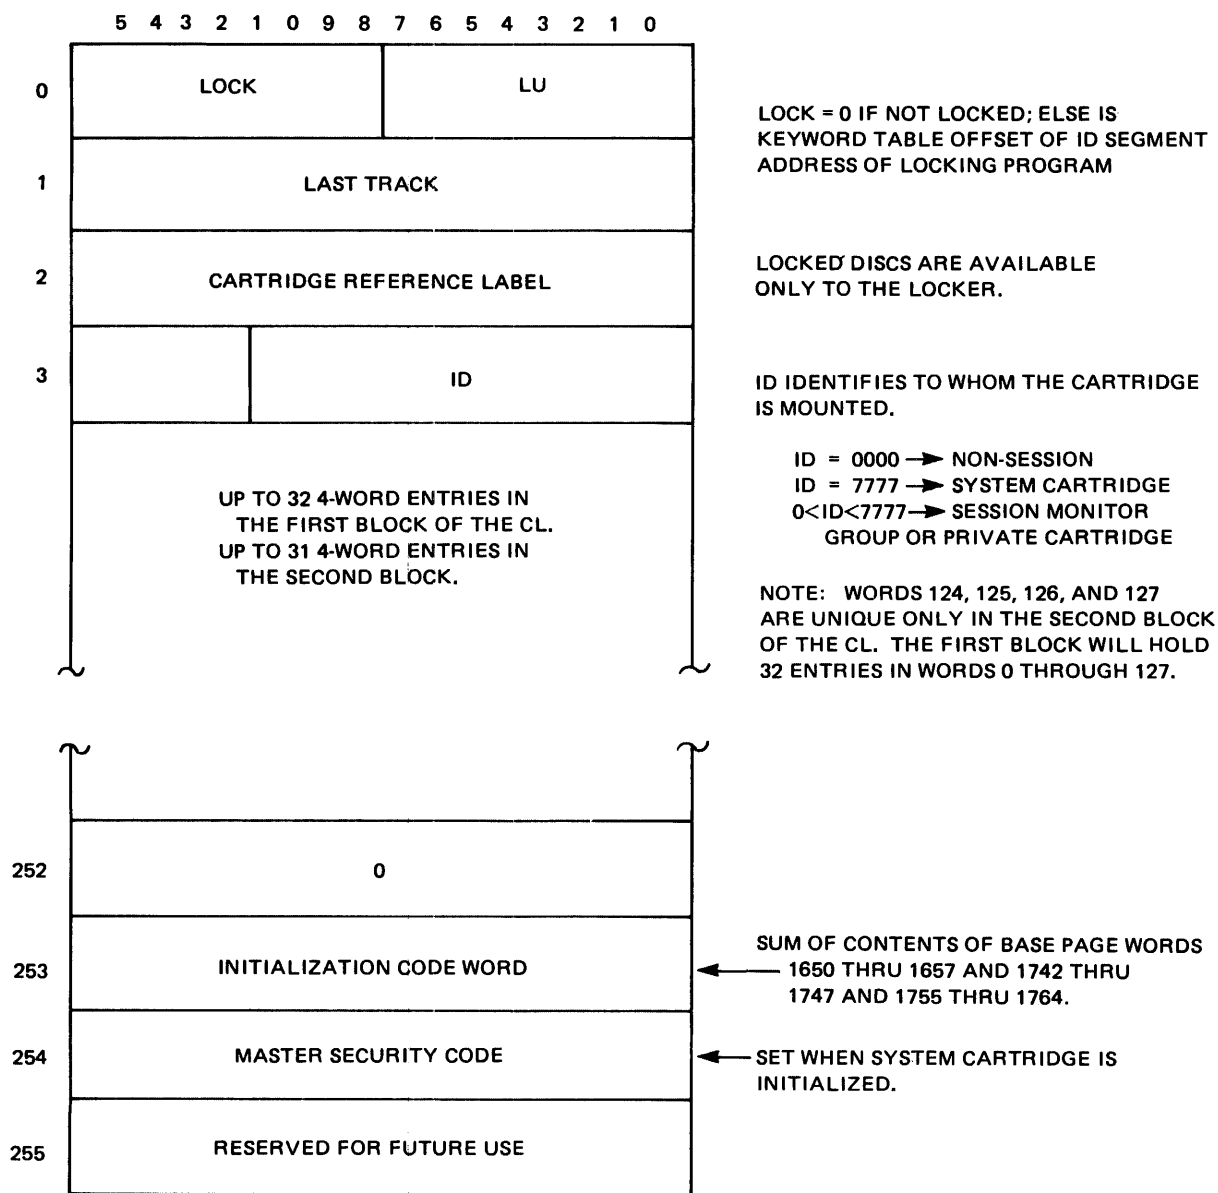 5 4 3 2 1 0 9 8 7 6 5 4 3 2 1 0
0 LOCK LU
LOCK = 0 IF NOT LOCKED; ELSE IS
KEYWORD TABLE OFFSET OF ID SEGMENT
ADDRESS OF LOCKING PROGRAM
1 LAST TRACK
2 CARTRIDGE REFERENCE LABEL
LOCKED DISCS ARE AVAILABLE
ONLY TO THE LOCKER.
3 ID
ID IDENTIFIES TO WHOM THE CARTRIDGE
IS MOUNTED.
ID = 0000 → NON-SESSION
ID = 7777 → SYSTEM CARTRIDGE
0<ID<7777 → SESSION MONITOR
GROUP OR PRIVATE CARTRIDGE
UP TO 32 4-WORD ENTRIES IN
THE FIRST BLOCK OF THE CL.
UP TO 31 4-WORD ENTRIES IN
THE SECOND BLOCK.
NOTE: WORDS 124, 125, 126, AND 127
ARE UNIQUE ONLY IN THE SECOND BLOCK
OF THE CL. THE FIRST BLOCK WILL HOLD
32 ENTRIES IN WORDS 0 THROUGH 127.
252 0
253 INITIALIZATION CODE WORD
SUM OF CONTENTS OF BASE PAGE WORDS
1650 THRU 1657 AND 1742 THRU
1747 AND 1755 THRU 1764.
254 MASTER SECURITY CODE
SET WHEN SYSTEM CARTRIDGE IS
INITIALIZED.
255 RESERVED FOR FUTURE USE